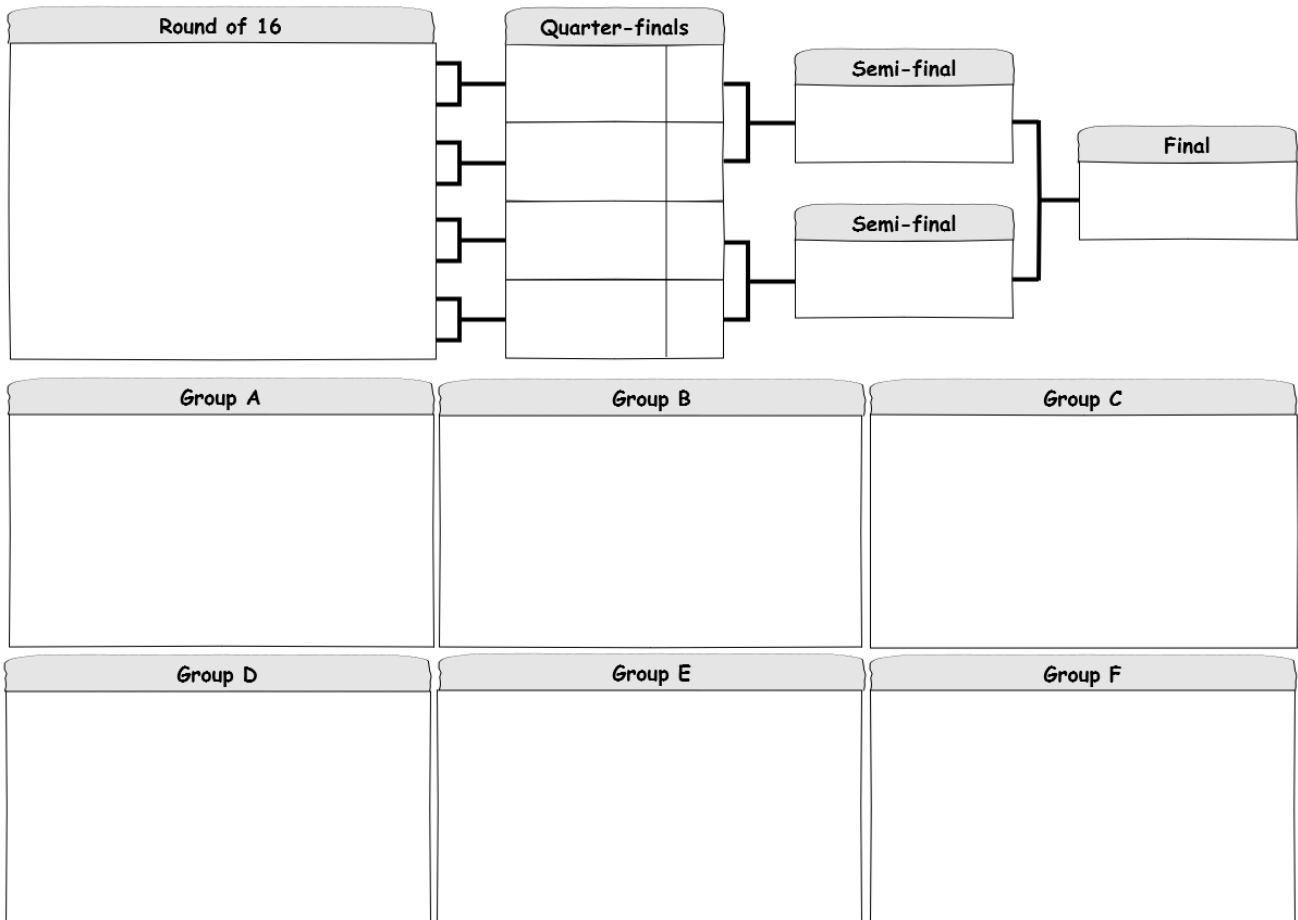 Round of 16
Quarter-finals
Semi-final
Final
Semi-final
Group A
Group B
Group C
Group D
Group E
Group F